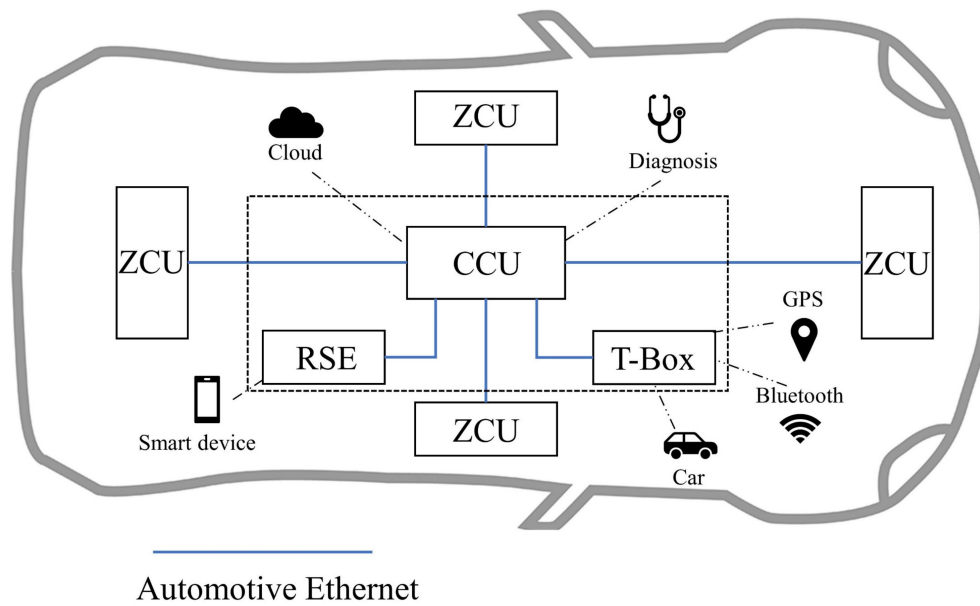 ZCU
Cloud
Diagnosis
ZCU
CCU
ZCU
GPS
RSE
T-Box
Bluetooth
Smart device
ZCU
Car
Automotive Ethernet